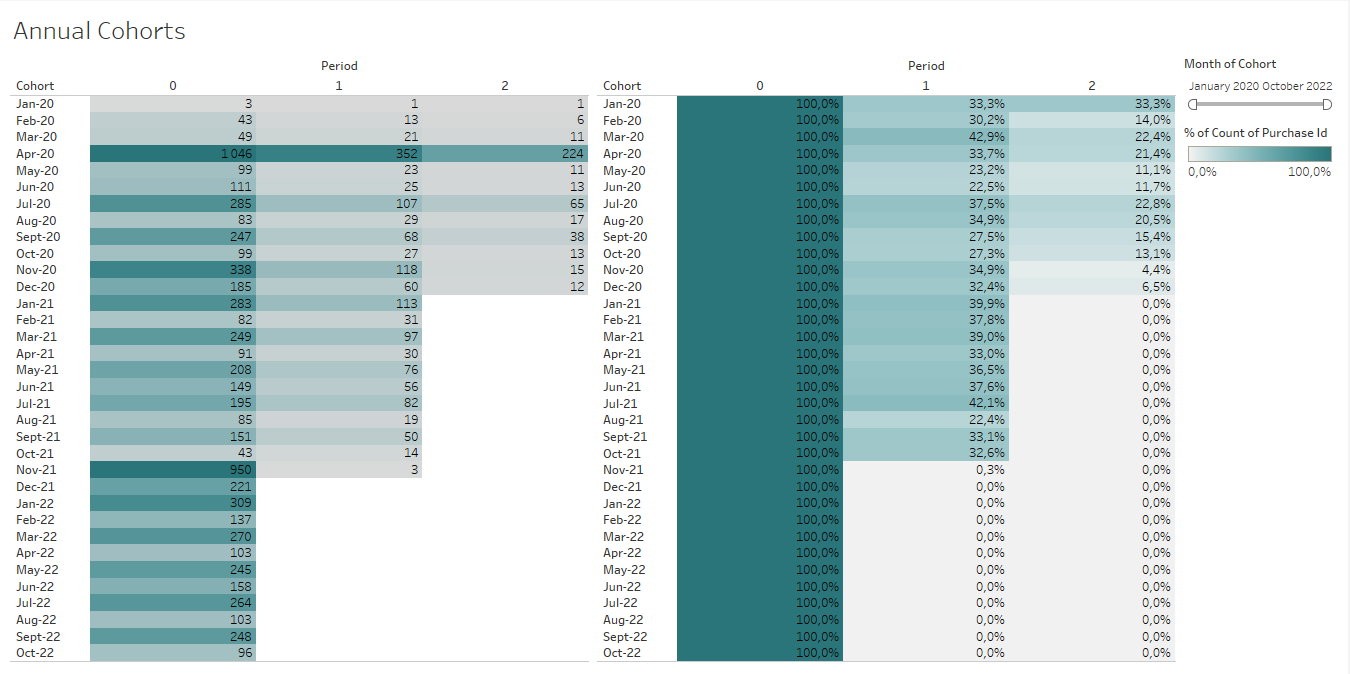 Annual Cohorts
Period Period Month of Cohort
Cohort 0 1 2 Cohort 0 1 2 January 2020 October 2022
Jan-20 3 1 1 Jan-20 100,0% 33,3% 33,3%
Feb-20 43 13 6 Feb-20 100,0% 30,2% 14,0%
Mar-20 49 21 11 Mar-20 100,0% 42,9% 22,4% % of Count of Purchase Id
Apr-20 1 046 352 224 Apr-20 100,0% 33,7% 21,4%
May-20 99 23 11 May-20 100,0% 23,2% 11,1% 0,0% 100,0%
Jun-20 111 25 13 Jun-20 100,0% 22,5% 11,7%
Jul-20 285 107 65 Jul-20 100,0% 37,5% 22,8%
Aug-20 83 29 17 Aug-20 100,0% 34,9% 20,5%
Sept-20 247 68 38 Sept-20 100,0% 27,5% 15,4%
Oct-20 99 27 13 Oct-20 100,0% 27,3% 13,1%
Nov-20 338 118 15 Nov-20 100,0% 34,9% 4,4%
Dec-20 185 60 12 Dec-20 100,0% 32,4% 6,5%
Jan-21 283 113 Jan-21 100,0% 39,9% 0,0%
Feb-21 82 31 Feb-21 100,0% 37,8% 0,0%
Mar-21 249 97 Mar-21 100,0% 39,0% 0,0%
Apr-21 91 30 Apr-21 100,0% 33,0% 0,0%
May-21 208 76 May-21 100,0% 36,5% 0,0%
Jun-21 149 56 Jun-21 100,0% 37,6% 0,0%
Jul-21 195 82 Jul-21 100,0% 42,1% 0,0%
Aug-21 85 19 Aug-21 100,0% 22,4% 0,0%
Sept-21 151 50 Sept-21 100,0% 33,1% 0,0%
Oct-21 43 14 Oct-21 100,0% 32,6% 0,0%
Nov-21 950 3 Nov-21 100,0% 0,3% 0,0%
Dec-21 221 Dec-21 100,0% 0,0% 0,0%
Jan-22 309 Jan-22 100,0% 0,0% 0,0%
Feb-22 137 Feb-22 100,0% 0,0% 0,0%
Mar-22 270 Mar-22 100,0% 0,0% 0,0%
Apr-22 103 Apr-22 100,0% 0,0% 0,0%
May-22 245 May-22 100,0% 0,0% 0,0%
Jun-22 158 Jun-22 100,0% 0,0% 0,0%
Jul-22 264 Jul-22 100,0% 0,0% 0,0%
Aug-22 103 Aug-22 100,0% 0,0% 0,0%
Sept-22 248 Sept-22 100,0% 0,0% 0,0%
Oct-22 96 Oct-22 100,0% 0,0% 0,0%